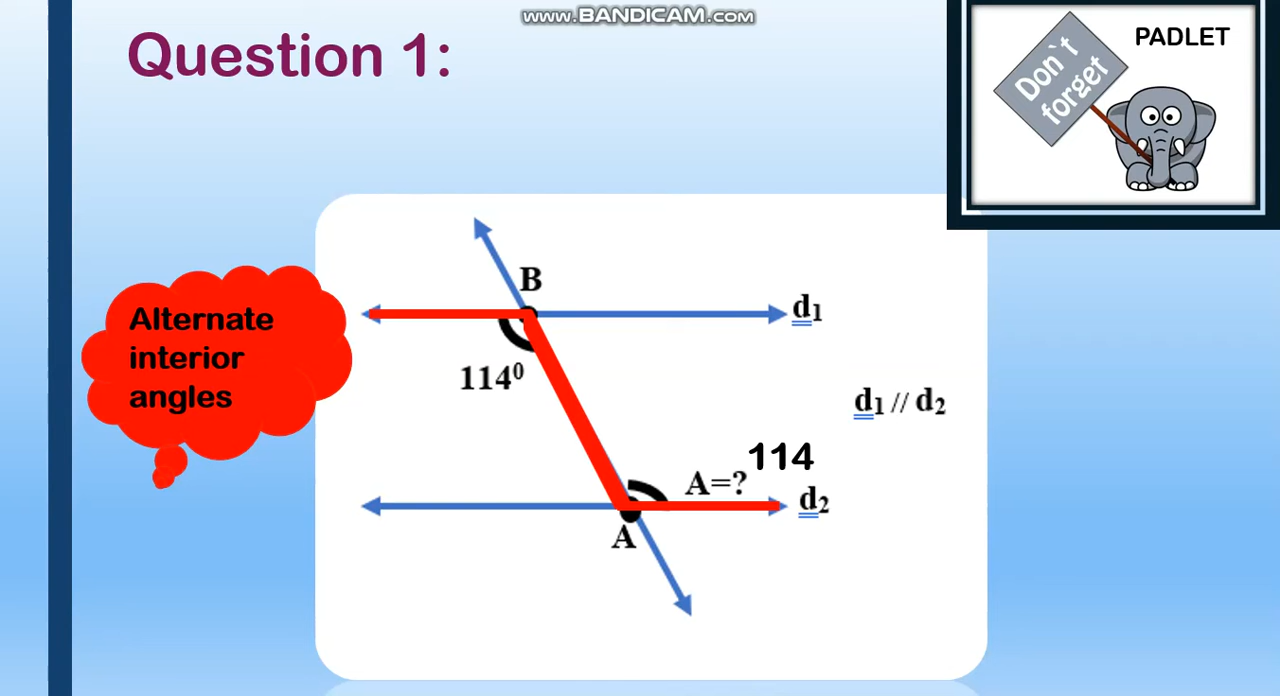 www.BANDICAM.com
Question 1:
PADLET
Don`t
forget
B
d1
Alternate
interior
angles
114⁰
d1 // d2
114
A=?
d2
A